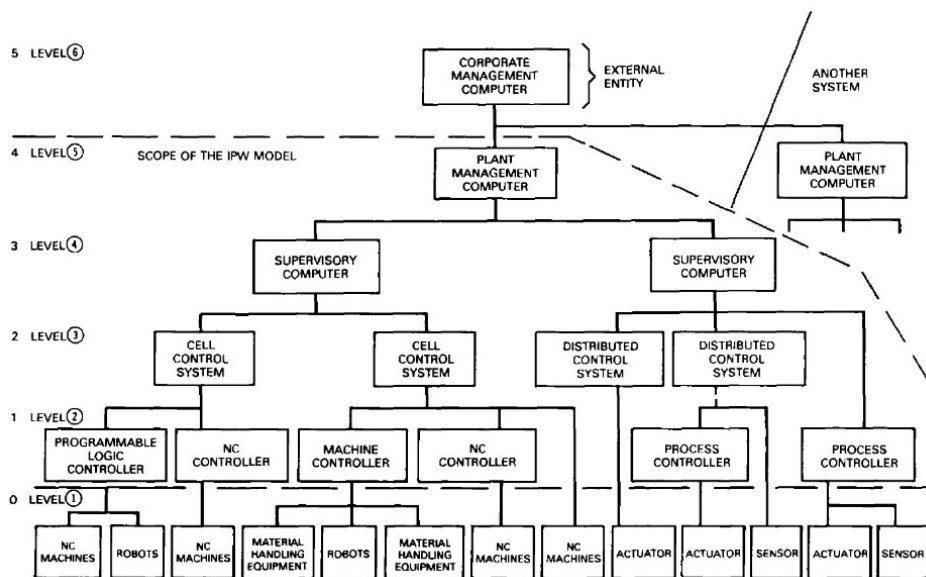 5 LEVEL ⑥
CORPORATE
MANAGEMENT
COMPUTER
EXTERNAL
ENTITY
ANOTHER
SYSTEM
4 LEVEL ⑤
SCOPE OF THE IPW MODEL
PLANT
MANAGEMENT
COMPUTER
PLANT
MANAGEMENT
COMPUTER
3 LEVEL ④
SUPERVISORY
COMPUTER
SUPERVISORY
COMPUTER
2 LEVEL ③
CELL
CONTROL
SYSTEM
CELL
CONTROL
SYSTEM
DISTRIBUTED
CONTROL
SYSTEM
DISTRIBUTED
CONTROL
SYSTEM
1 LEVEL ②
PROGRAMMABLE
LOGIC
CONTROLLER
NC
CONTROLLER
MACHINE
CONTROLLER
NC
CONTROLLER
PROCESS
CONTROLLER
PROCESS
CONTROLLER
0 LEVEL ①
NC
MACHINES
ROBOTS
NC
MACHINES
MATERIAL
HANDLING
EQUIPMENT
ROBOTS
MATERIAL
HANDLING
EQUIPMENT
NC
MACHINES
NC
MACHINES
ACTUATOR
ACTUATOR
SENSOR
ACTUATOR
SENSOR